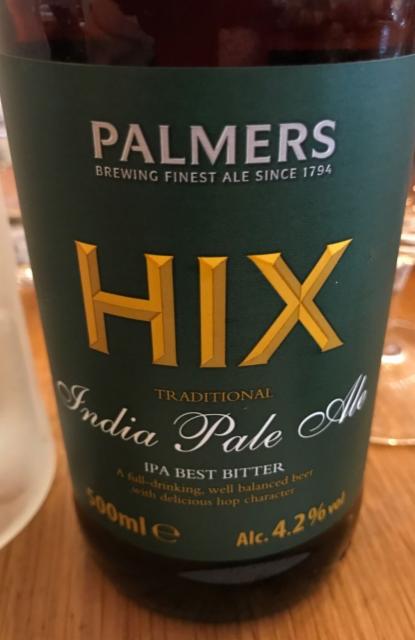 PALMERS
BREWING FINEST ALE SINCE 1794
HIX
TRADITIONAL
India Pale Ale
IPA BEST BITTER
A full-drinking, well balanced beer
with delicious hop character
500ml e
Alc. 4.2% vol